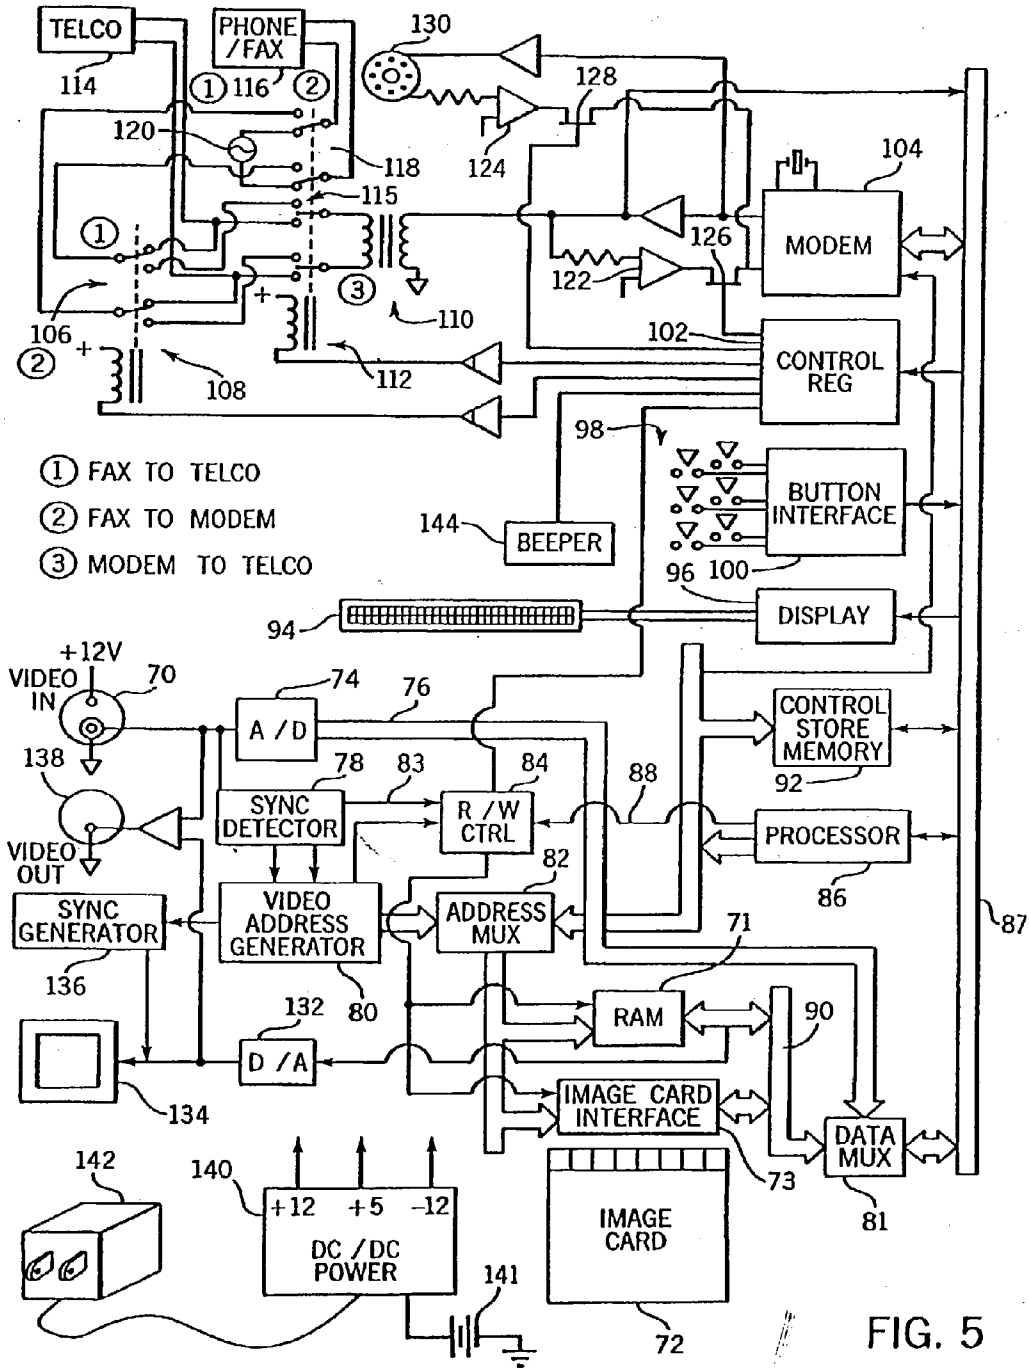 TELCO
114
PHONE
/FAX
116
1
2
130
128
120
118
124
115
104
MODEM
126
1
122
3
106
110
102
CONTROL
REG
2
+
+
108
112
98
1 FAX TO TELCO
2 FAX TO MODEM
3 MODEM TO TELCO
144
BEEPER
BUTTON
INTERFACE
100
96
94
DISPLAY
+12V
VIDEO
IN
70
74
A/D
76
CONTROL
STORE
MEMORY
92
138
78
83
84
88
SYNC
DETECTOR
R/W
CTRL
PROCESSOR
86
VIDEO
OUT
82
SYNC
GENERATOR
136
VIDEO
ADDRESS
GENERATOR
80
ADDRESS
MUX
71
87
RAM
90
132
D/A
134
IMAGE CARD
INTERFACE
73
DATA
MUX
81
142
140
+12 +5 -12
DC/DC
POWER
141
IMAGE
CARD
72
FIG. 5